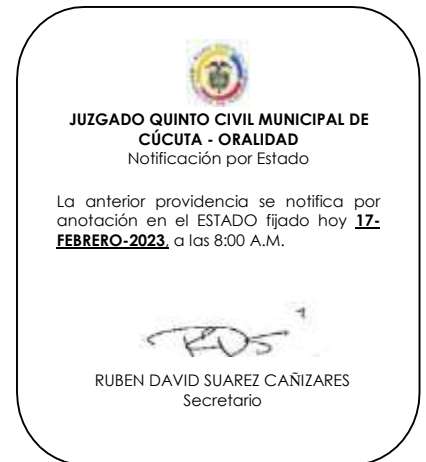 JUZGADO QUINTO CIVIL MUNICIPAL DE
CÚCUTA - ORALIDAD
Notificación por Estado
La anterior providencia se notifica por
anotación en el ESTADO fijado hoy 17-
FEBRERO-2023, a las 8:00 A.M.
RUBEN DAVID SUAREZ CAÑIZARES
Secretario